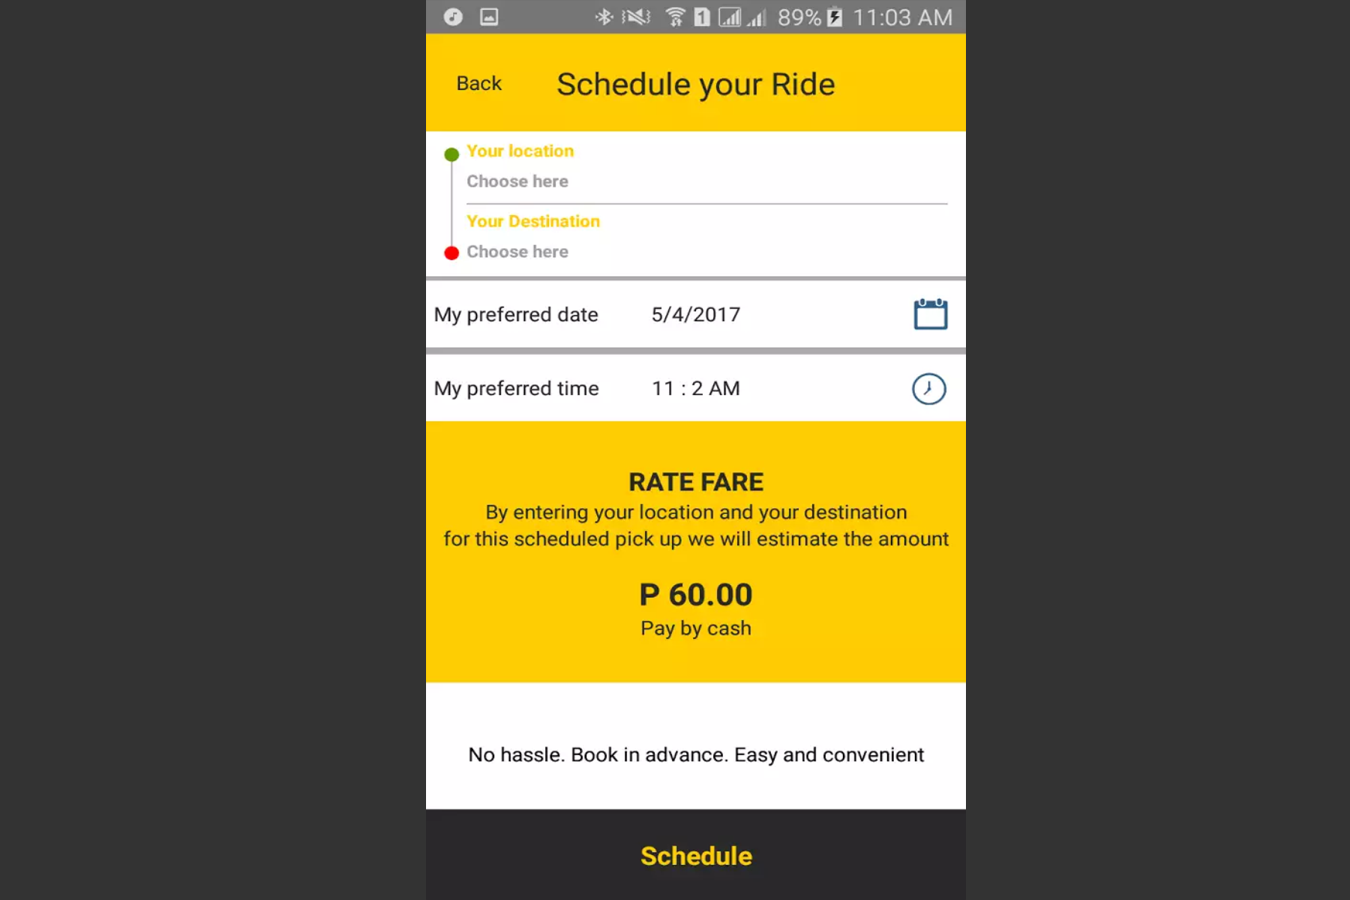 1 89% 11:03 AM
Back Schedule your Ride
Your location
Choose here
Your Destination
Choose here
My preferred date 5/4/2017
My preferred time 11 : 2 AM
RATE FARE
By entering your location and your destination
for this scheduled pick up we will estimate the amount
P 60.00
Pay by cash
No hassle. Book in advance. Easy and convenient
Schedule